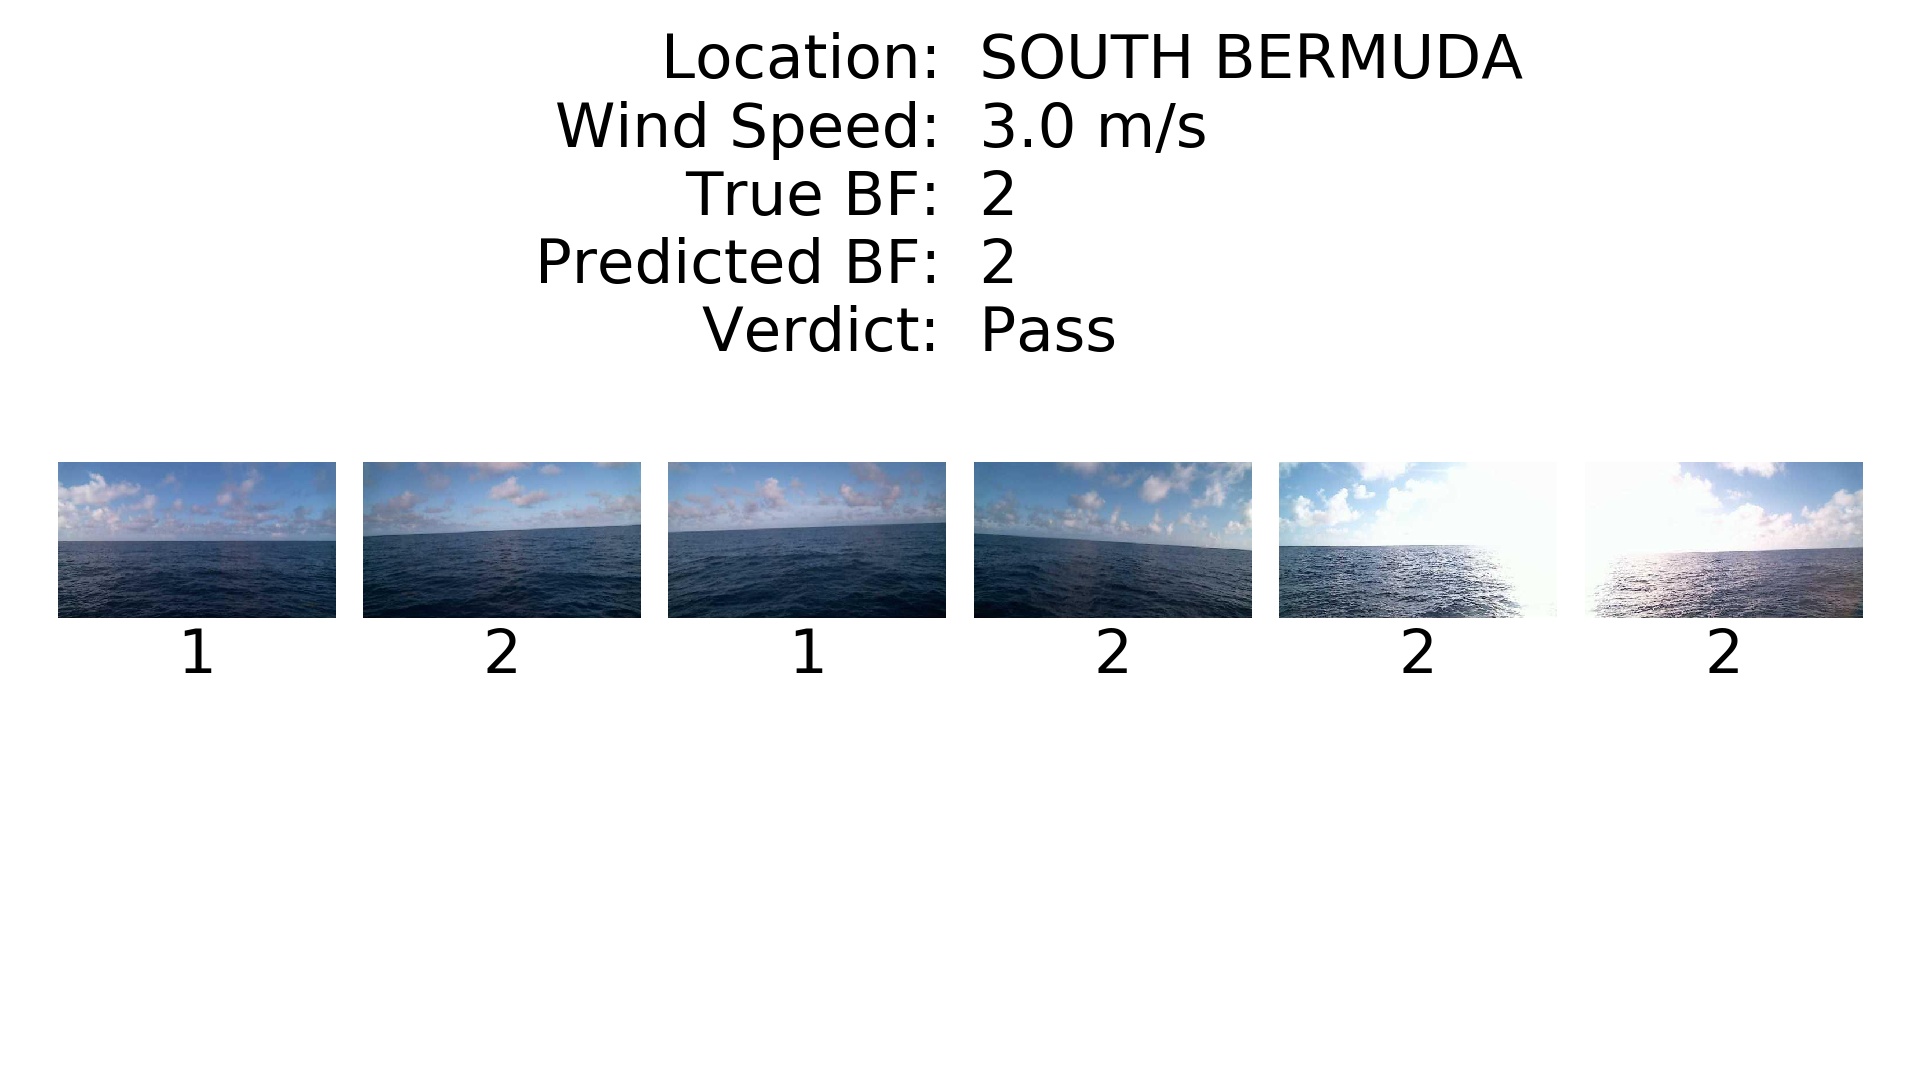 Location: SOUTH BERMUDA
Wind Speed: 3.0 m/s
True BF: 2
Predicted BF: 2
Verdict: Pass
1 2 1 2 2 2